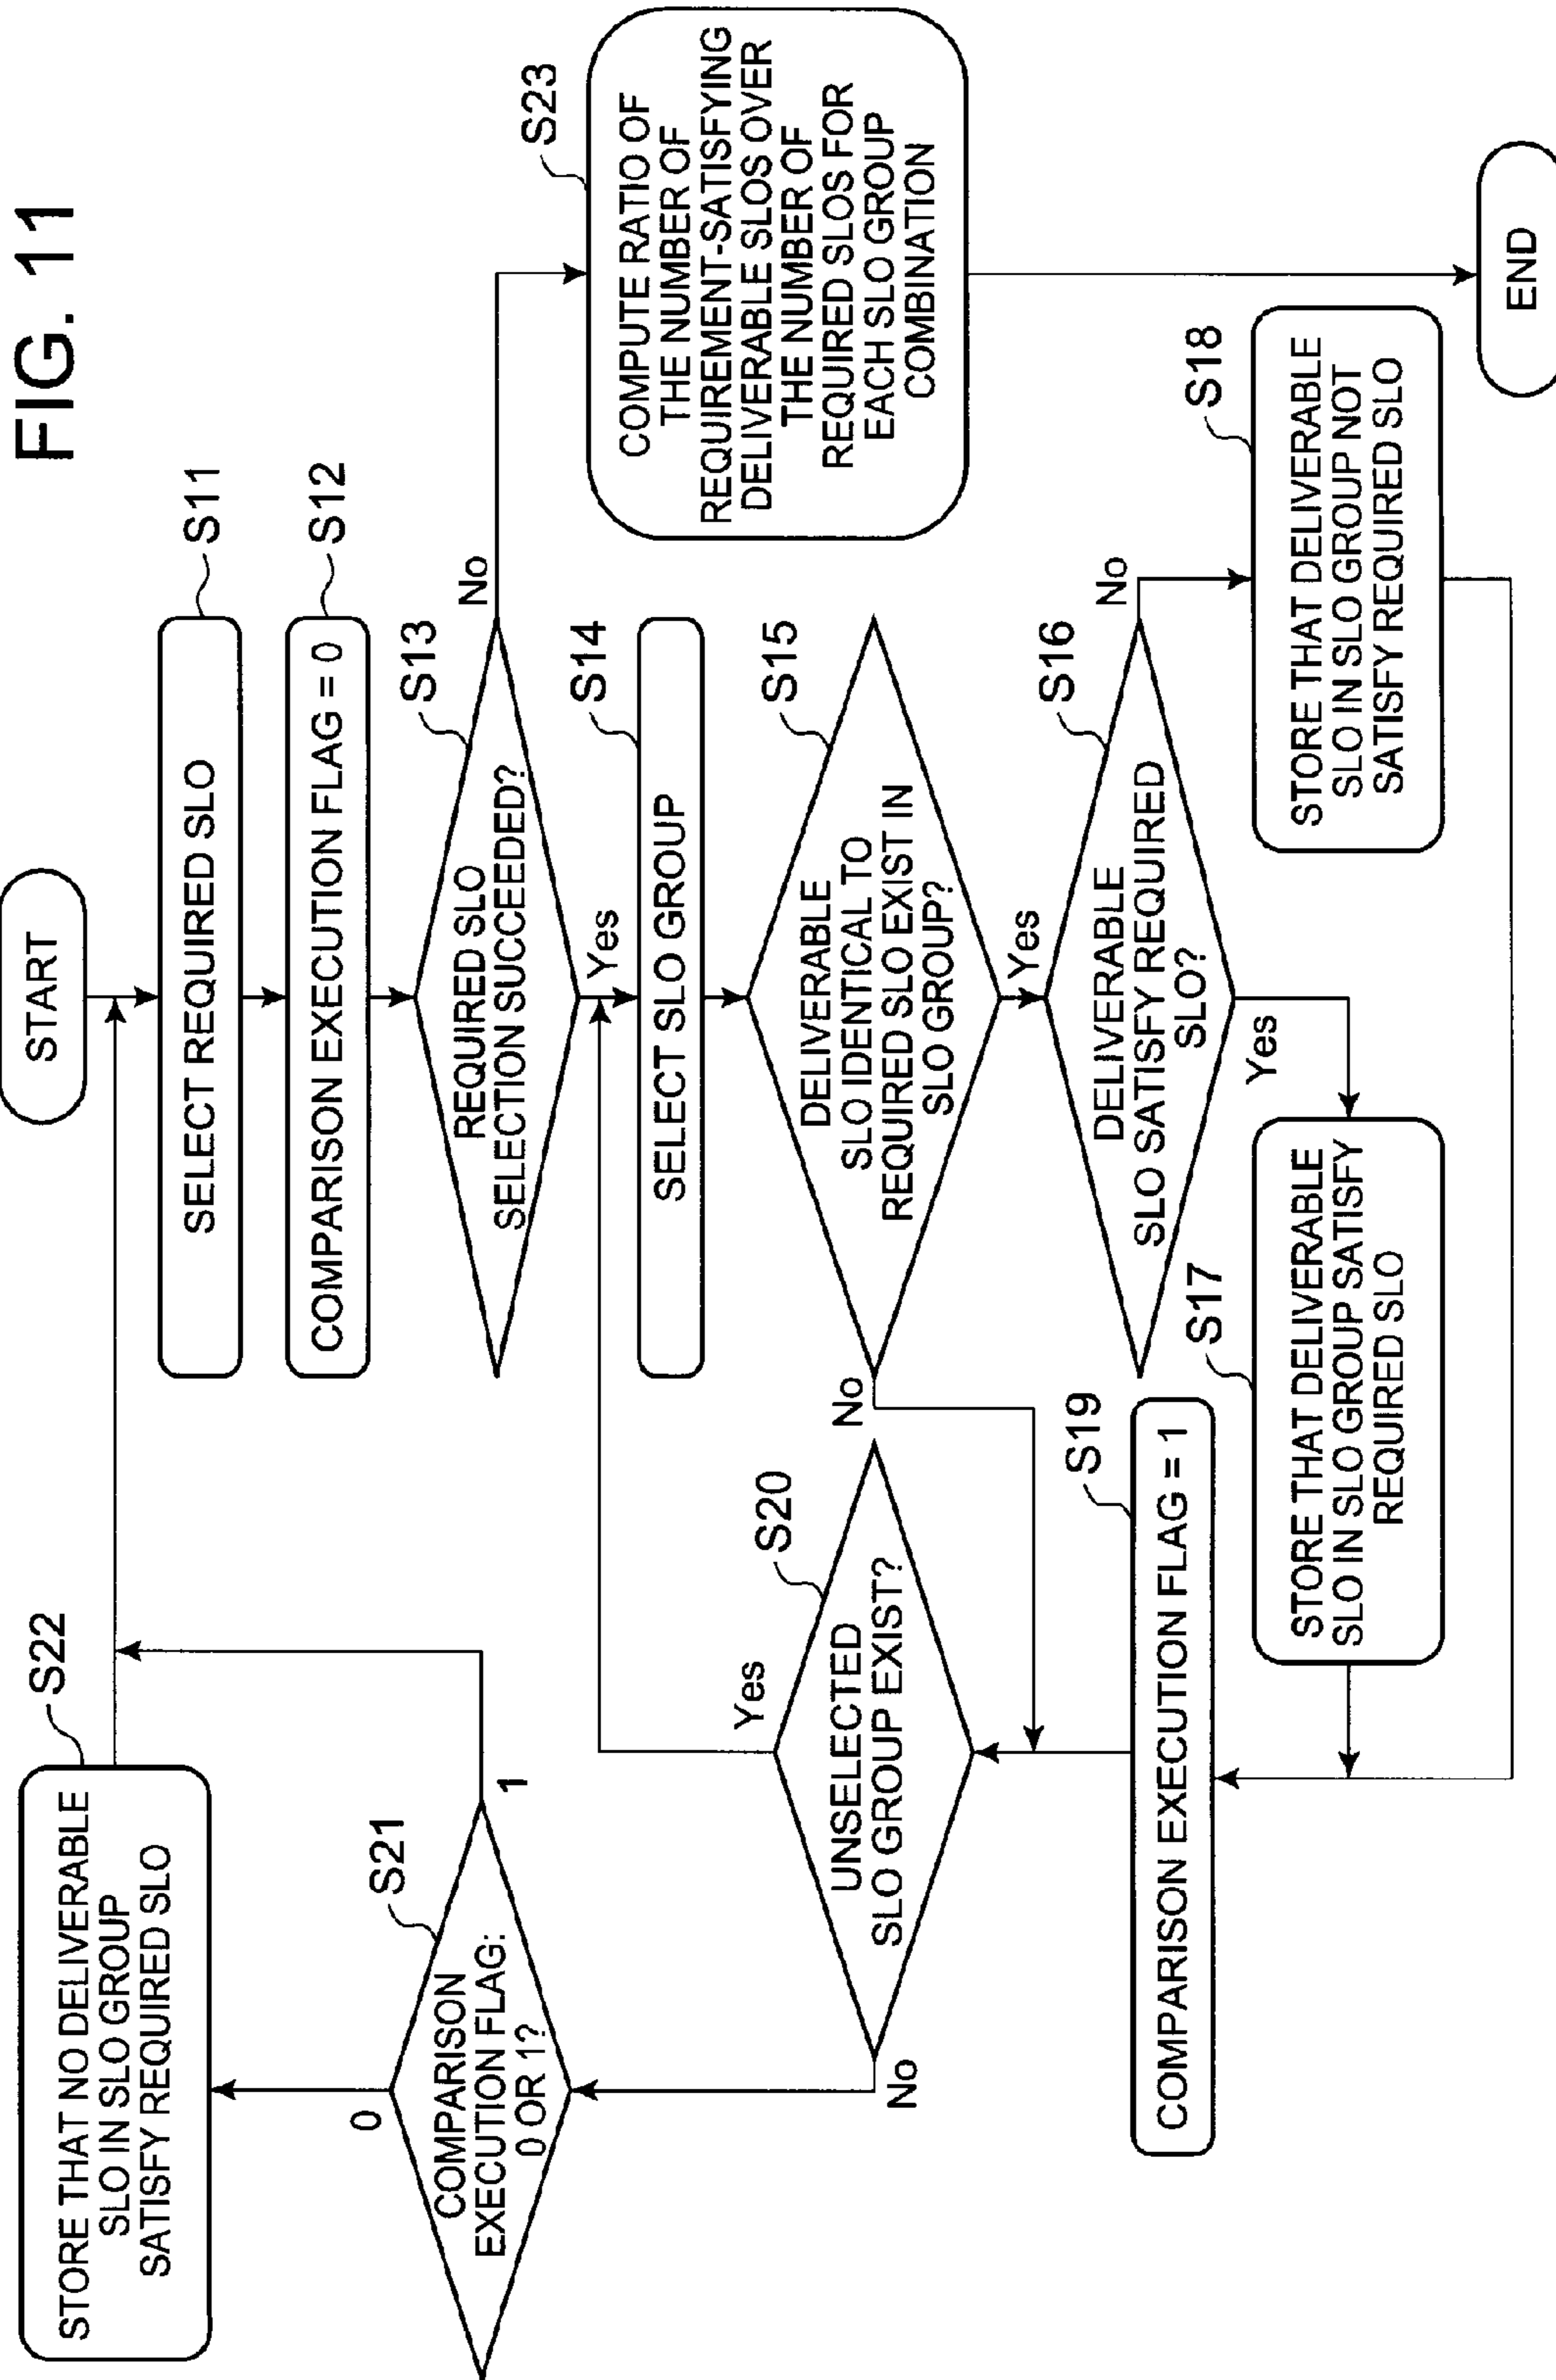 FIG. 11
START
SELECT REQUIRED SLO
S11
COMPARISON EXECUTION FLAG = 0
S12
REQUIRED SLO
SELECTION SUCCEEDED?
S13
No
Yes
SELECT SLO GROUP
S14
DELIVERABLE
SLO IDENTICAL TO
REQUIRED SLO EXIST IN
SLO GROUP?
S15
No
Yes
DELIVERABLE
SLO SATISFY REQUIRED
SLO?
S16
No
Yes
STORE THAT DELIVERABLE
SLO IN SLO GROUP SATISFY
REQUIRED SLO
S17
STORE THAT DELIVERABLE
SLO IN SLO GROUP NOT
SATISFY REQUIRED SLO
S18
COMPARISON EXECUTION FLAG = 1
S19
UNSELECTED
SLO GROUP EXIST?
S20
Yes
No
COMPARISON
EXECUTION FLAG:
0 OR 1?
S21
0
1
STORE THAT NO DELIVERABLE
SLO IN SLO GROUP
SATISFY REQUIRED SLO
S22
COMPUTE RATIO OF
THE NUMBER OF
REQUIREMENT-SATISFYING
DELIVERABLE SLOS OVER
THE NUMBER OF
REQUIRED SLOS FOR
EACH SLO GROUP
COMBINATION
S23
END